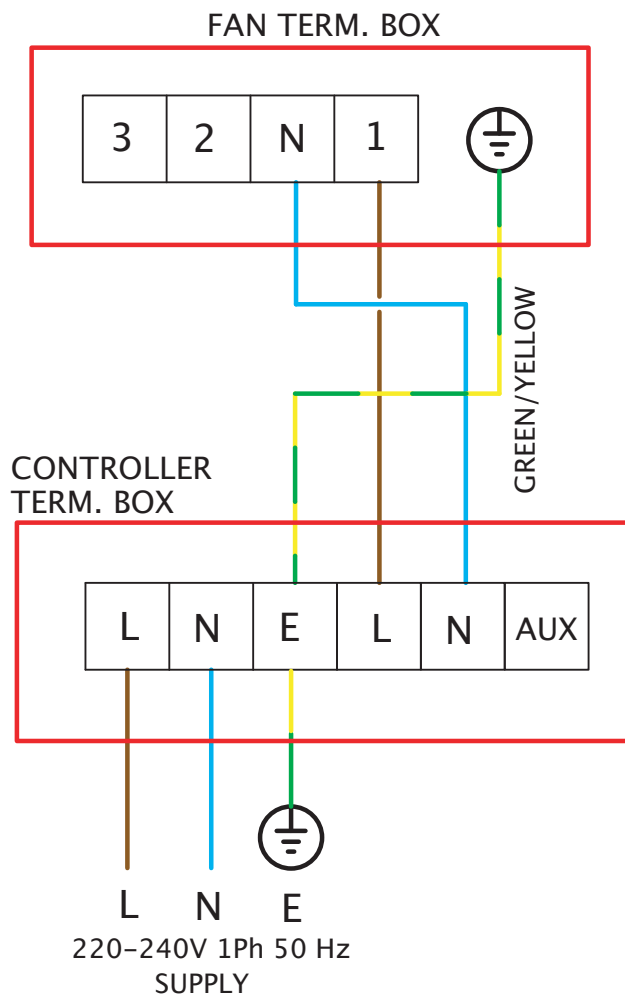 FAN TERM. BOX
3 2 N 1
GREEN/YELLOW
CONTROLLER
TERM. BOX
L N E L N AUX
L N E
220-240V 1Ph 50 Hz
SUPPLY